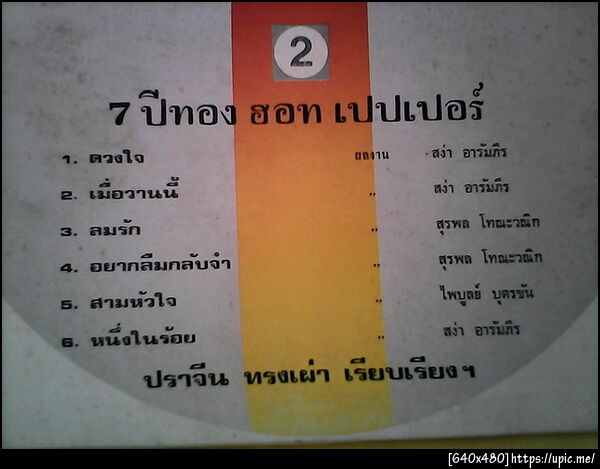 2
7 ปีทอง ฮอท เปปเปอร์
1. ดวงใจ ผลงาน สง่า อารัมภีร
2. เมื่อวานนี้ ,, สง่า อารัมภีร
3. ลมรัก ,, สุรพล โทณะวณิก
4. อยากลืมกลับจำ ,, สุรพล โทณะวณิก
5. สามหัวใจ ,, ไพบูลย์ บุตรขัน
6. หนึ่งในร้อย ,, สง่า อารัมภีร
ปราจีน ทรงเผ่า เรียบเรียงฯ
[640x480]https://upic.me/